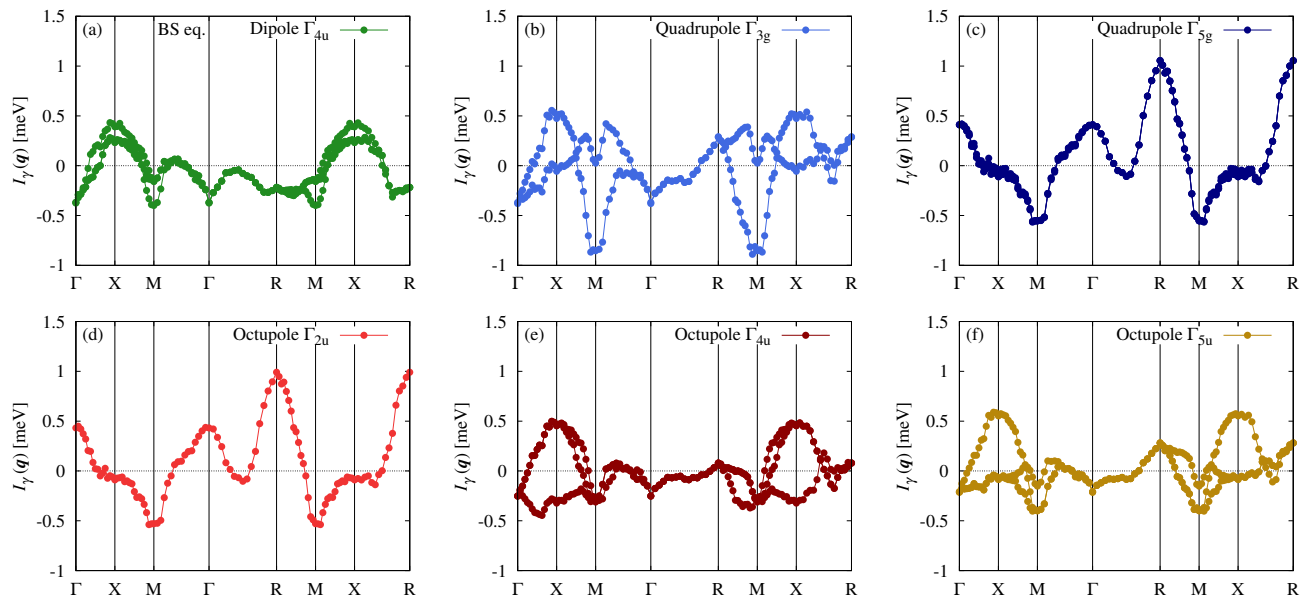 (a) BS eq. Dipole Γ4u
1.5
1
0.5
0
-0.5
-1
Iγ(q) [meV]
Γ X M Γ R M X R
(b) Quadrupole Γ3g
1.5
1
0.5
0
-0.5
-1
Iγ(q) [meV]
Γ X M Γ R M X R
(c) Quadrupole Γ5g
1.5
1
0.5
0
-0.5
-1
Iγ(q) [meV]
Γ X M Γ R M X R
(d) Octupole Γ2u
1.5
1
0.5
0
-0.5
-1
Iγ(q) [meV]
Γ X M Γ R M X R
(e) Octupole Γ4u
1.5
1
0.5
0
-0.5
-1
Iγ(q) [meV]
Γ X M Γ R M X R
(f) Octupole Γ5u
1.5
1
0.5
0
-0.5
-1
Iγ(q) [meV]
Γ X M Γ R M X R